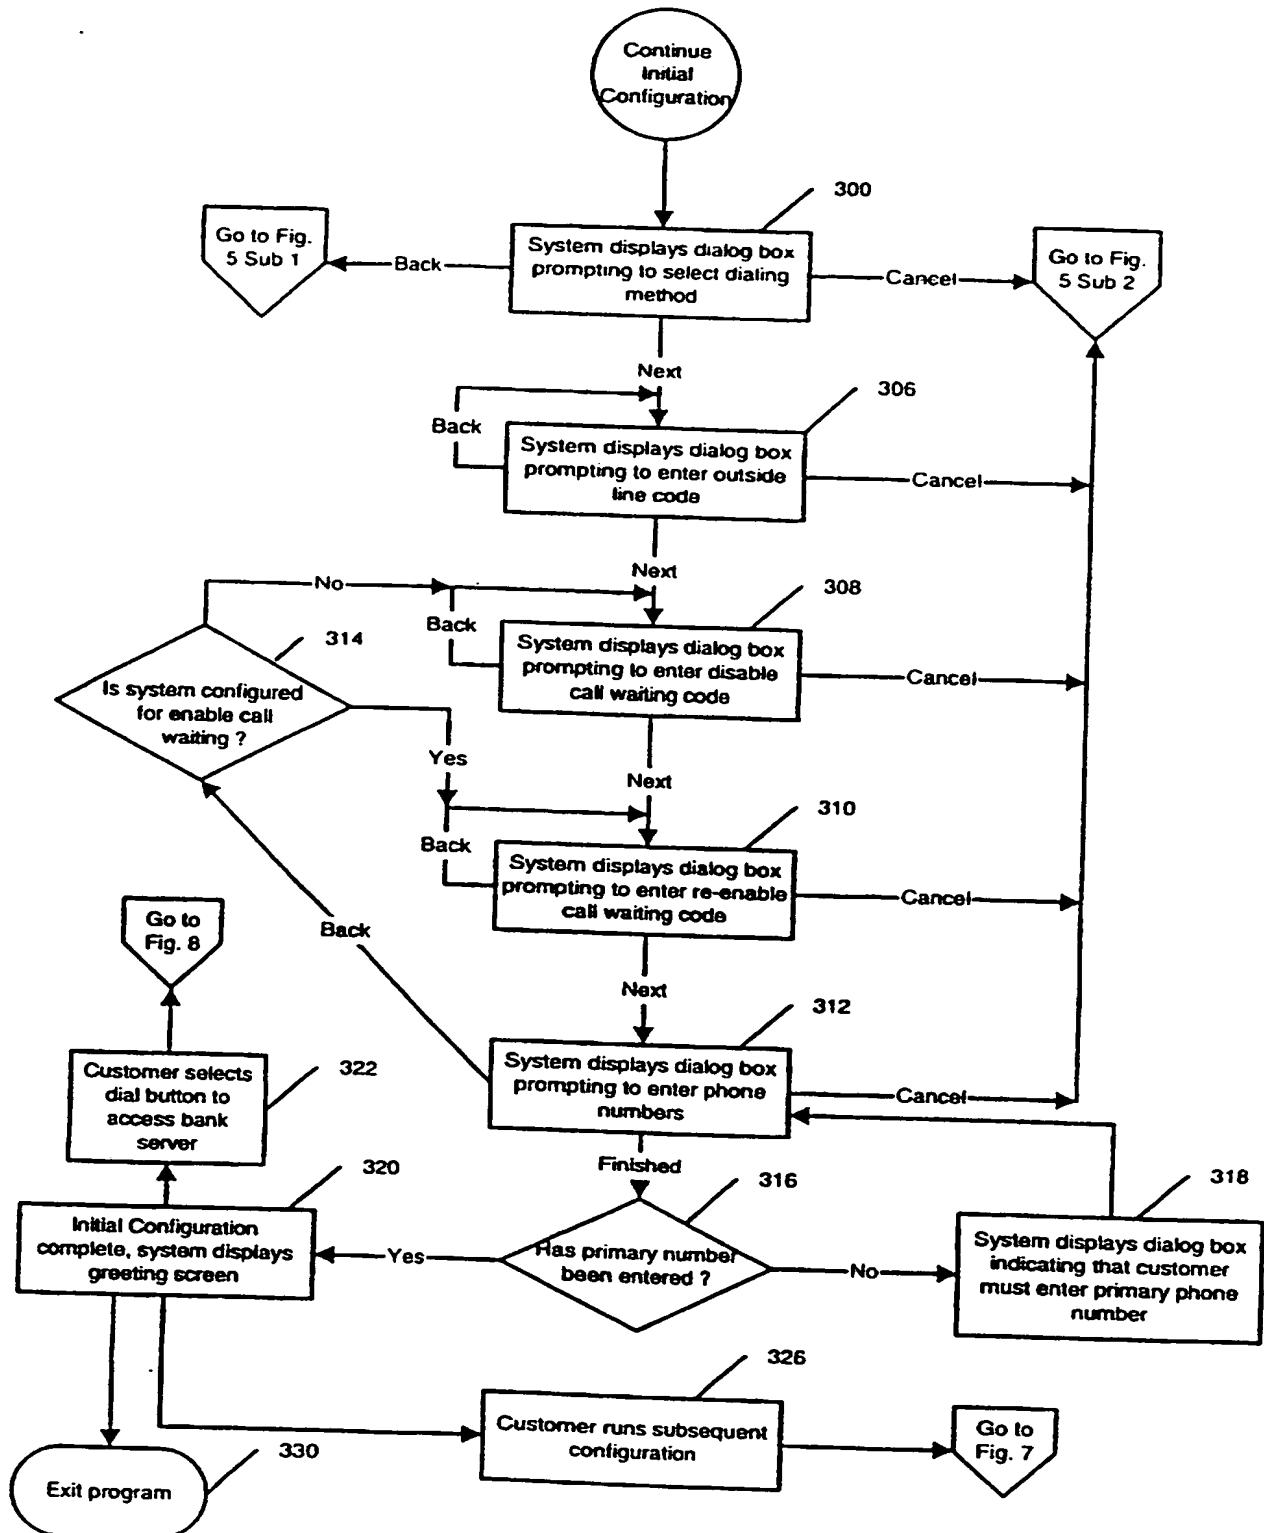 Continue
Initial
Configuration
300
Go to Fig.
5 Sub 1
Back
System displays dialog box
prompting to select dialing
method
Cancel
Go to Fig.
5 Sub 2
Next
306
Back
System displays dialog box
prompting to enter outside
line code
Cancel
Next
No
308
314
Back
System displays dialog box
prompting to enter disable
call waiting code
Cancel
Is system configured
for enable call
waiting ?
Yes
Next
310
Back
System displays dialog box
prompting to enter re-enable
call waiting code
Cancel
Go to
Fig. 8
Back
Next
312
System displays dialog box
prompting to enter phone
numbers
Cancel
Customer selects
dial button to
access bank
server
322
Finished
320
316
318
Initial Configuration
complete, system displays
greeting screen
Yes
Has primary number
been entered ?
No
System displays dialog box
indicating that customer
must enter primary phone
number
326
Customer runs subsequent
configuration
Go to
Fig. 7
330
Exit program